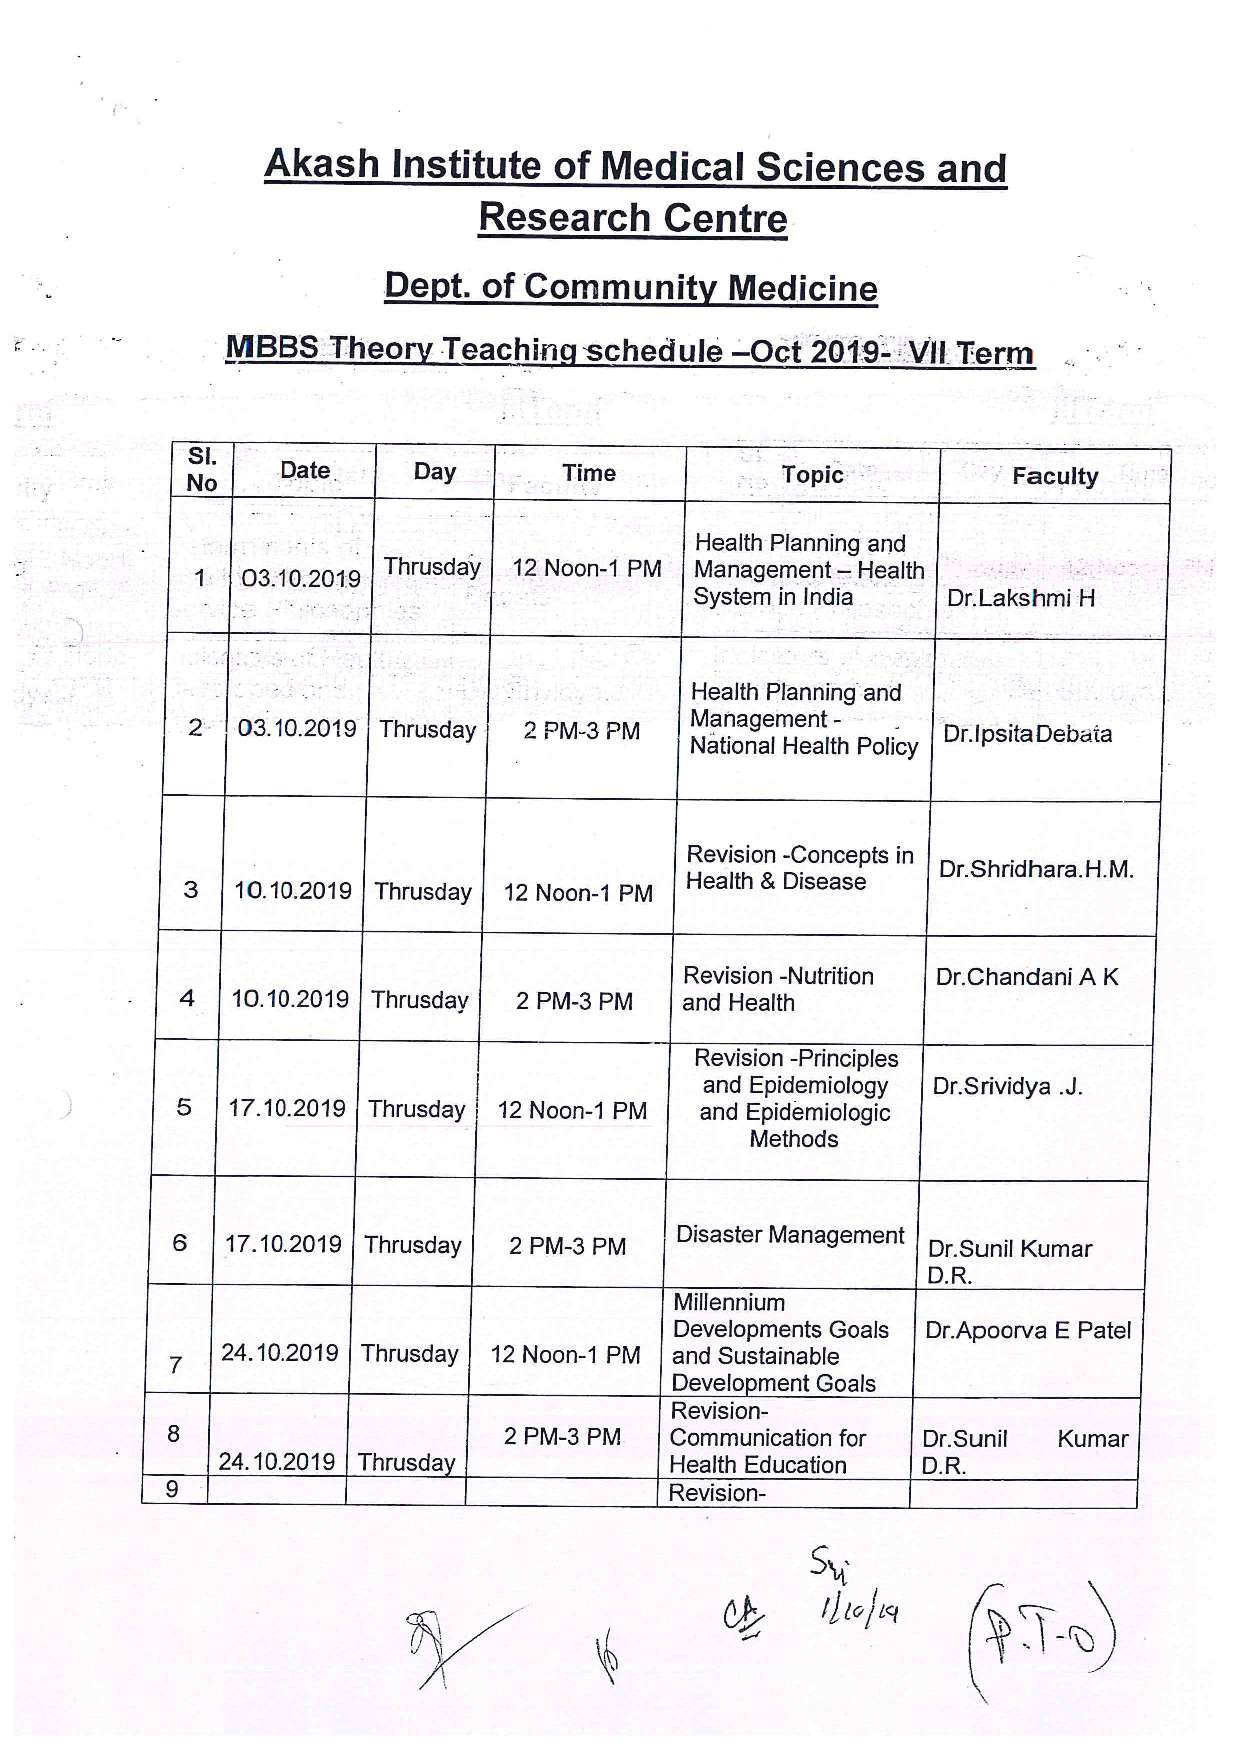 Akash Institute of Medical Sciences and
Research Centre
Dept. of Community Medicine
MBBS Theory Teaching schedule –Oct 2019- VII Term
Sl. No Date Day Time Topic Faculty
1 03.10.2019 Thrusday 12 Noon-1 PM Health Planning and
Management – Health
System in India Dr.Lakshmi H
2 03.10.2019 Thrusday 2 PM-3 PM Health Planning and
Management -
National Health Policy Dr.Ipsita Debata
3 10.10.2019 Thrusday 12 Noon-1 PM Revision -Concepts in
Health & Disease Dr.Shridhara.H.M.
4 10.10.2019 Thrusday 2 PM-3 PM Revision -Nutrition
and Health Dr.Chandani A K
5 17.10.2019 Thrusday 12 Noon-1 PM Revision -Principles
and Epidemiology
and Epidemiologic
Methods Dr.Srividya .J.
6 17.10.2019 Thrusday 2 PM-3 PM Disaster Management Dr.Sunil Kumar
D.R.
7 24.10.2019 Thrusday 12 Noon-1 PM Millennium
Developments Goals
and Sustainable
Development Goals Dr.Apoorva E Patel
8 24.10.2019 Thrusday 2 PM-3 PM Revision-
Communication for
Health Education Dr.Sunil Kumar
D.R.
9 Revision-
1/10/19
(P.T-O)